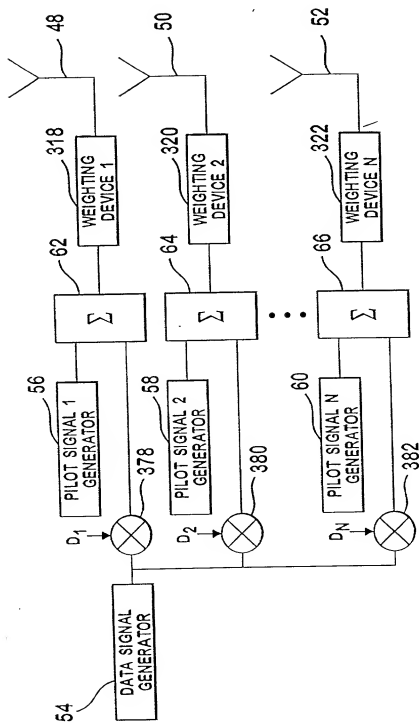 54
DATA SIGNAL
GENERATOR
D1
378
56
PILOT SIGNAL 1
GENERATOR
62
Σ
318
WEIGHTING
DEVICE 1
48
D2
380
58
PILOT SIGNAL 2
GENERATOR
64
Σ
320
WEIGHTING
DEVICE 2
50
DN
382
60
PILOT SIGNAL N
GENERATOR
66
Σ
322
WEIGHTING
DEVICE N
52